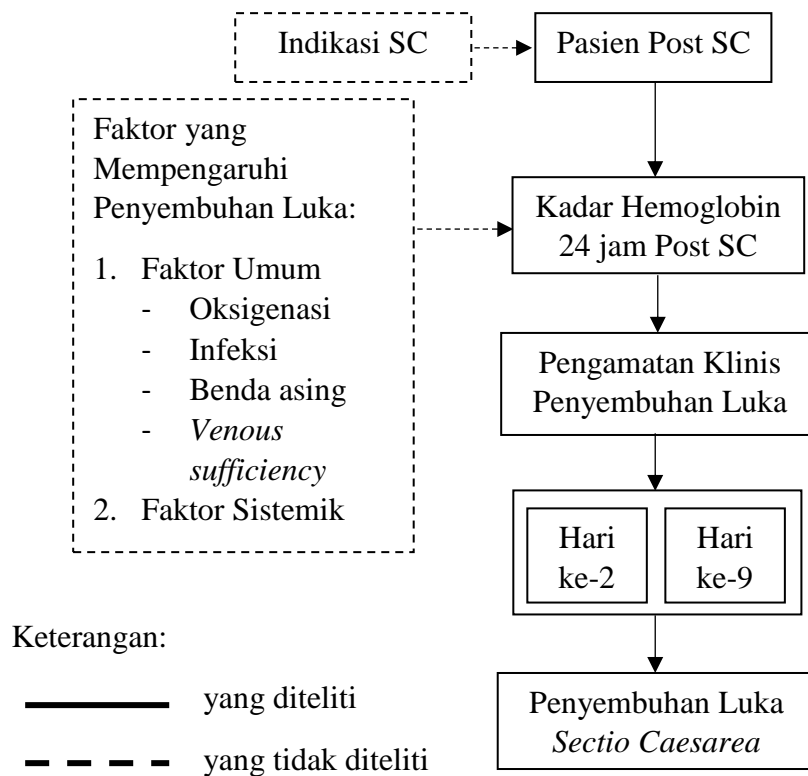 Indikasi SC
Pasien Post SC
Faktor yang
Mempengaruhi
Penyembuhan Luka:
1. Faktor Umum
- Oksigenasi
- Infeksi
- Benda asing
- Venous
sufficiency
2. Faktor Sistemik
Kadar Hemoglobin
24 jam Post SC
Pengamatan Klinis
Penyembuhan Luka
Hari
ke-2
Hari
ke-9
Penyembuhan Luka
Sectio Caesarea
Keterangan:
yang diteliti
yang tidak diteliti